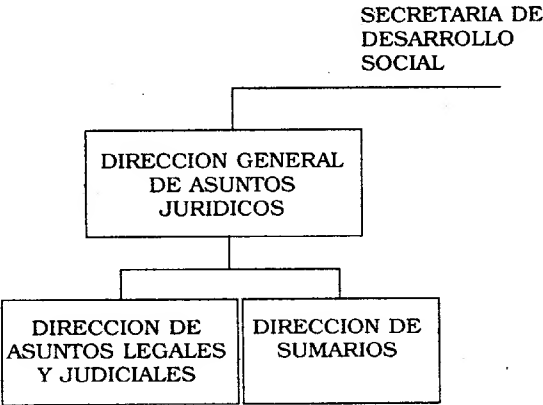 SECRETARIA DE
DESARROLLO
SOCIAL
DIRECCION GENERAL
DE ASUNTOS
JURIDICOS
DIRECCION DE
ASUNTOS LEGALES
Y JUDICIALES
DIRECCION DE
SUMARIOS